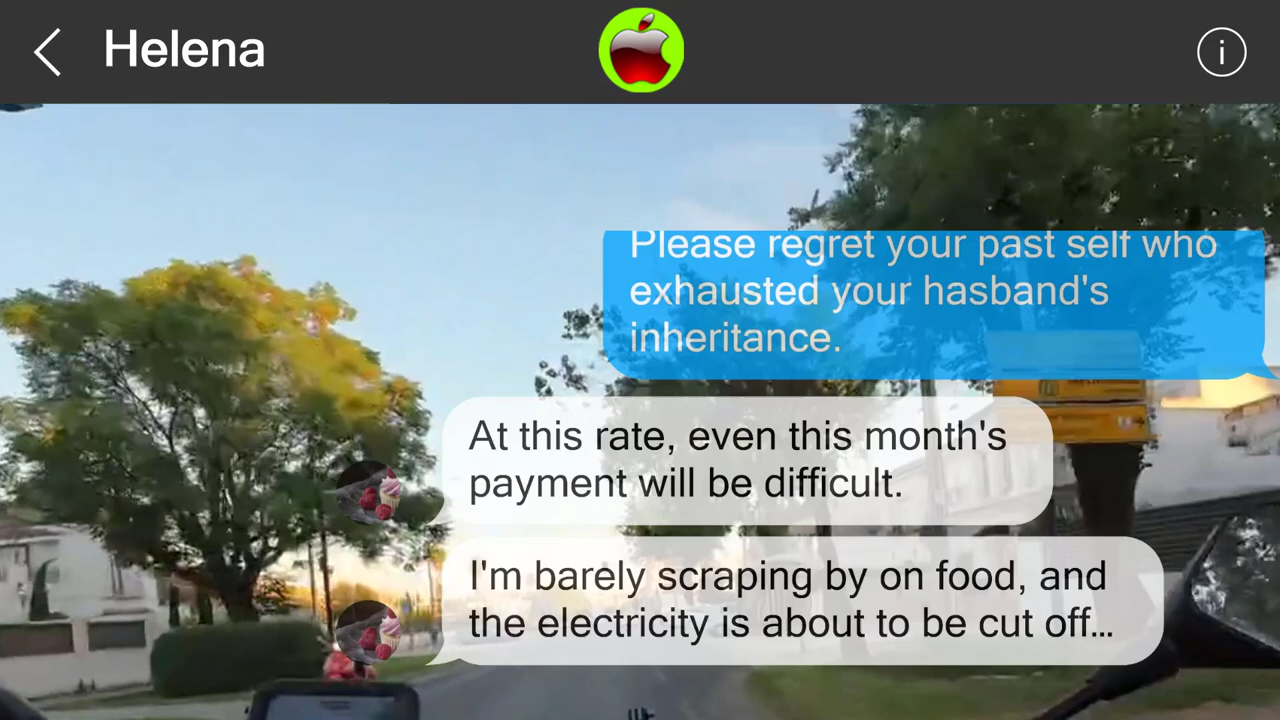 Helena
i
Please regret your past self who
exhausted your hasband's
inheritance.
At this rate, even this month's
payment will be difficult.
I'm barely scraping by on food, and
the electricity is about to be cut off...